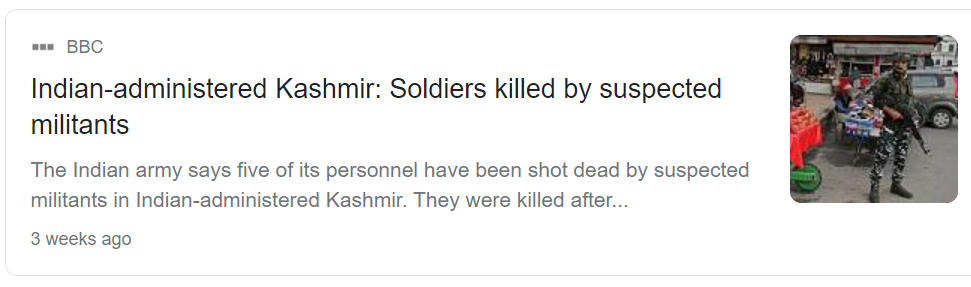 BBC
Indian-administered Kashmir: Soldiers killed by suspected
militants
The Indian army says five of its personnel have been shot dead by suspected
militants in Indian-administered Kashmir. They were killed after...
3 weeks ago